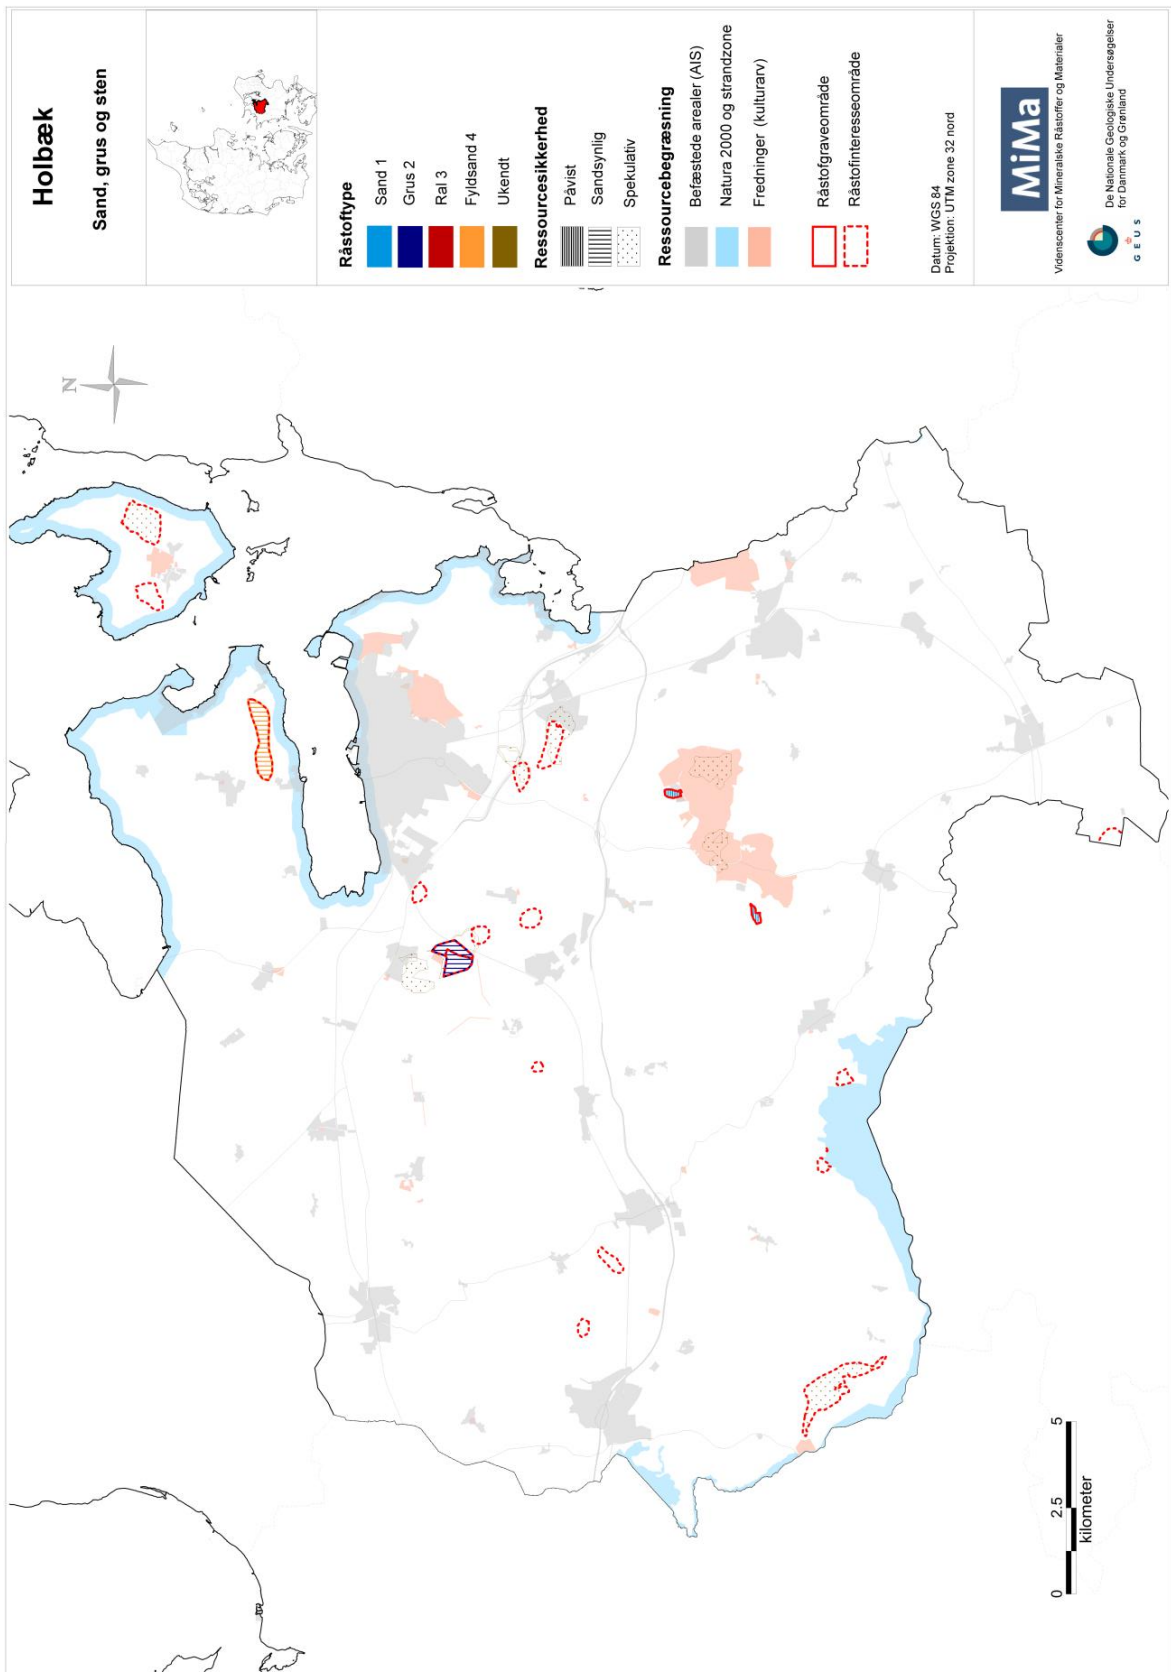 Holbæk
Sand, grus og sten
Råstoftype
Sand 1
Grus 2
Ral 3
Fyldsand 4
Ukendt
Ressourcesikkerhed
Påvist
Sandsynlig
Spekulativ
Ressourcebegræsning
Befæstede arealer (AIS)
Natura 2000 og strandzone
Fredninger (kulturarv)
Råstofgraveområde
Råstofinteresseområde
Datum: WGS 84
Projektion: UTM zone 32 nord
MiMa
Videnscenter for Mineralske Råstoffer og Materialer
G E U S
De Nationale Geologiske Undersøgelser
for Danmark og Grønland
N
0 2.5 5
kilometer